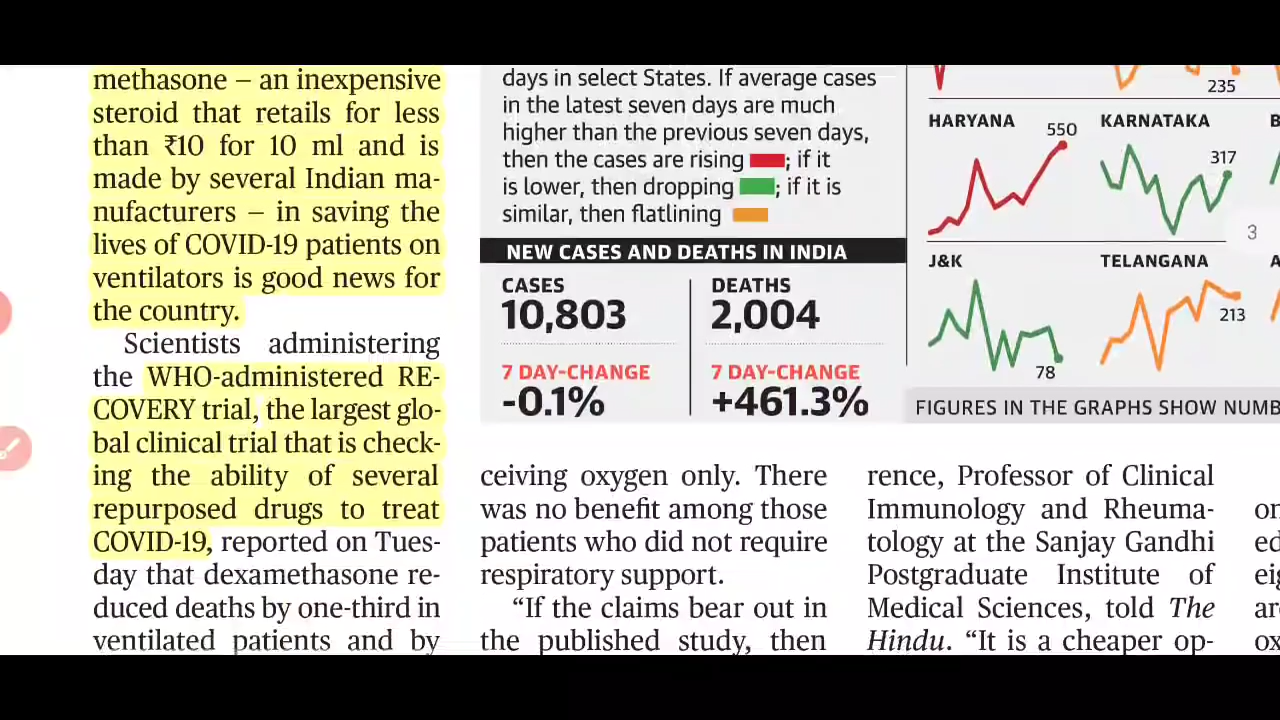 methasone – an inexpensive
steroid that retails for less
than ₹10 for 10 ml and is
made by several Indian ma-
nufacturers – in saving the
lives of COVID-19 patients on
ventilators is good news for
the country.
Scientists administering
the WHO-administered RE-
COVERY trial, the largest glo-
bal clinical trial that is check-
ing the ability of several
repurposed drugs to treat
COVID-19, reported on Tues-
day that dexamethasone re-
duced deaths by one-third in
ventilated patients and by
days in select States. If average cases
in the latest seven days are much
higher than the previous seven days,
then the cases are rising ; if it
is lower, then dropping ; if it is
similar, then flatlining
NEW CASES AND DEATHS IN INDIA
CASES
10,803
7 DAY-CHANGE
-0.1%
DEATHS
2,004
7 DAY-CHANGE
+461.3%
235
HARYANA
550
KARNATAKA
317
B
3
J&K
78
TELANGANA
213
A
FIGURES IN THE GRAPHS SHOW NUMB
ceiving oxygen only. There
was no benefit among those
patients who did not require
respiratory support.
“If the claims bear out in
the published study, then
rence, Professor of Clinical
Immunology and Rheuma-
tology at the Sanjay Gandhi
Postgraduate Institute of
Medical Sciences, told The
Hindu. “It is a cheaper op-
on
ed
eig
are
ox